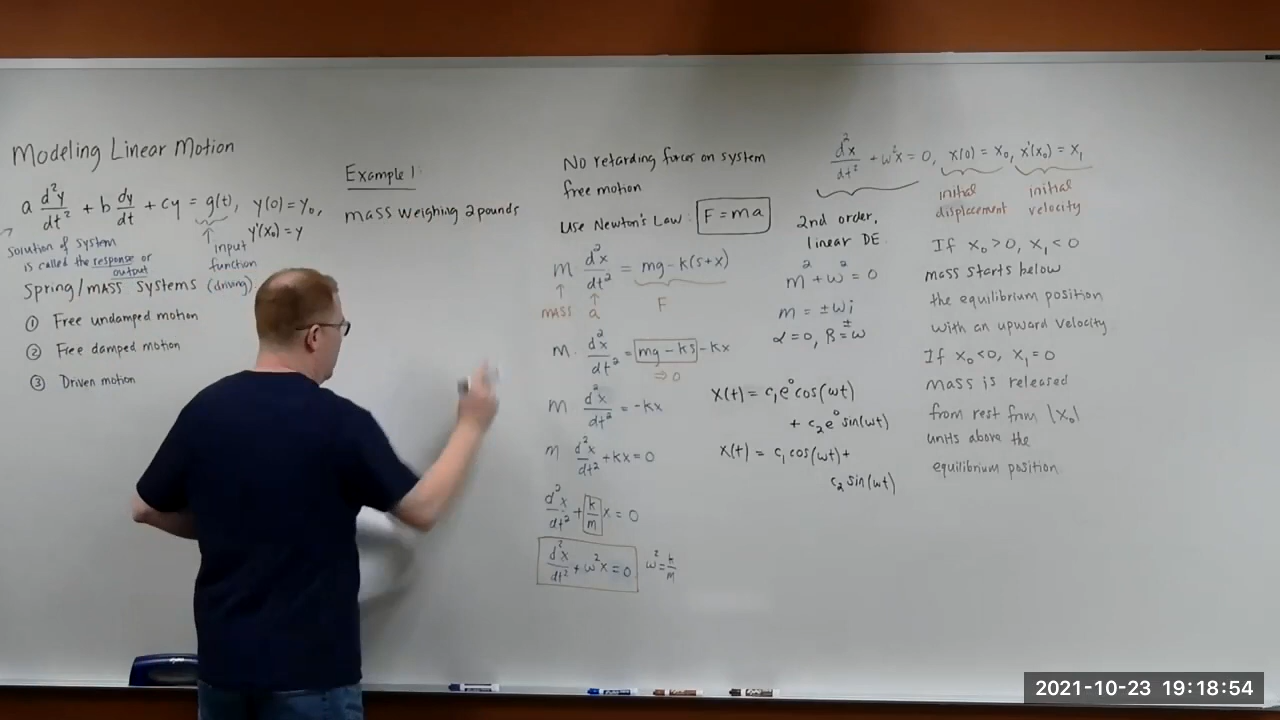 Modeling Linear Motion
a d²y/dt² + b dy/dt + cy = g(t), y(0) = y₀,
y'(x₀) = y
solution of system
is called the response or
output
↑
input
function
(driving)
Spring/mass systems
① Free undamped motion
② Free damped motion
③ Driven motion
Example 1:
mass weighing 2 pounds
No retarding forces on system
free motion
Use Newton's Law: F = ma
m d²x/dt² = mg - k(s+x)
↑ ↑
mass a F
m · d²x/dt² = mg - ks - kx
⇒ 0
m d²x/dt² = -kx
m d²x/dt² + kx = 0
d²x/dt² + k/m x = 0
d²x/dt² + ω²x = 0 ω² = k/m
d²x/dt² + ω²x = 0, x(0) = x₀, x'(x₀) = x₁
initial
displacement
initial
velocity
2nd order,
linear DE
m² + ω² = 0
m = ±ωi
α = 0, β = ±ω
x(t) = c₁e⁰cos(ωt)
+ c₂e⁰sin(ωt)
x(t) = c₁cos(ωt) +
c₂sin(ωt)
If x₀ > 0, x₁ < 0
mass starts below
the equilibrium position
with an upward velocity
If x₀ < 0, x₁ = 0
mass is released
from rest from |x₀|
units above the
equilibrium position.
2021-10-23 19:18:54